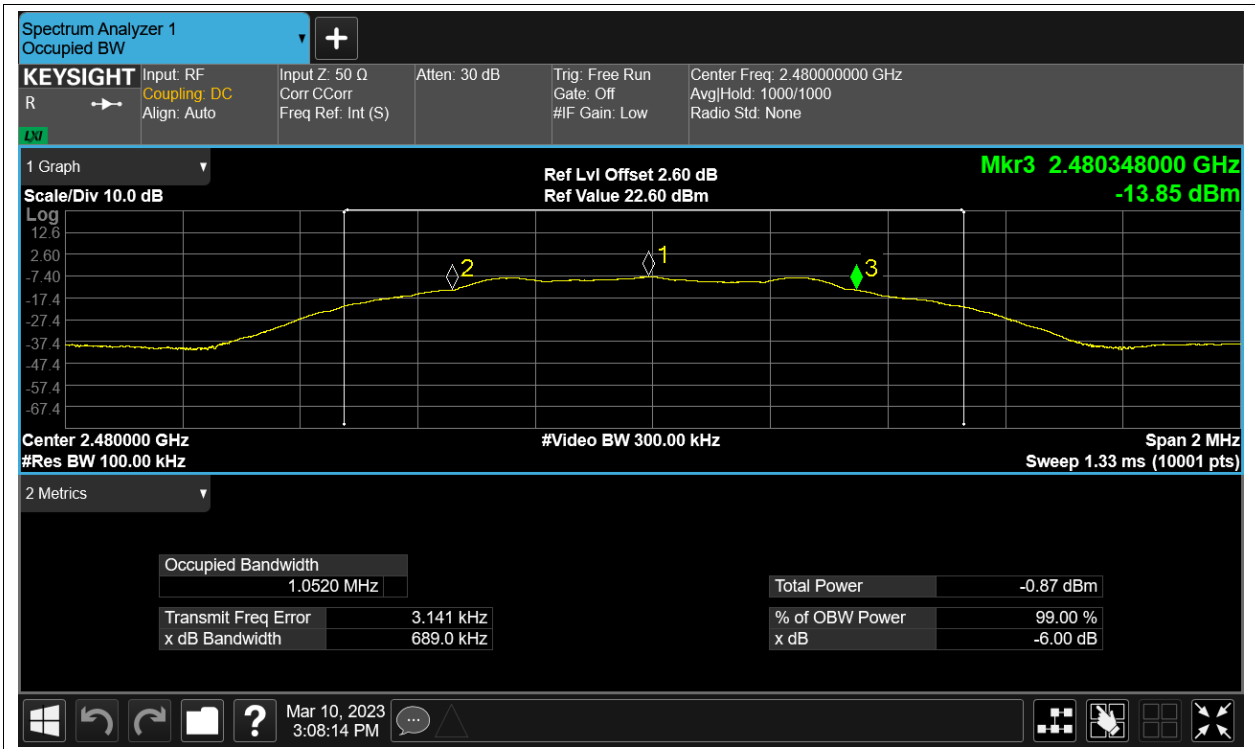 Spectrum Analyzer 1
Occupied BW
KEYSIGHT
R
LXI
Input: RF
Coupling: DC
Align: Auto
Input Z: 50 Ω
Corr CCorr
Freq Ref: Int (S)
Atten: 30 dB
Trig: Free Run
Gate: Off
#IF Gain: Low
Center Freq: 2.480000000 GHz
Avg|Hold: 1000/1000
Radio Std: None
1 Graph
Scale/Div 10.0 dB
Ref Lvl Offset 2.60 dB
Ref Value 22.60 dBm
Mkr3 2.480348000 GHz
-13.85 dBm
Log
12.6
2.60
-7.40
-17.4
-27.4
-37.4
-47.4
-57.4
-67.4
2
1
3
Center 2.480000 GHz
#Video BW 300.00 kHz
Span 2 MHz
#Res BW 100.00 kHz
Sweep 1.33 ms (10001 pts)
2 Metrics
Occupied Bandwidth
1.0520 MHz
Total Power -0.87 dBm
Transmit Freq Error 3.141 kHz
% of OBW Power 99.00 %
x dB Bandwidth 689.0 kHz
x dB -6.00 dB
?
Mar 10, 2023
3:08:14 PM